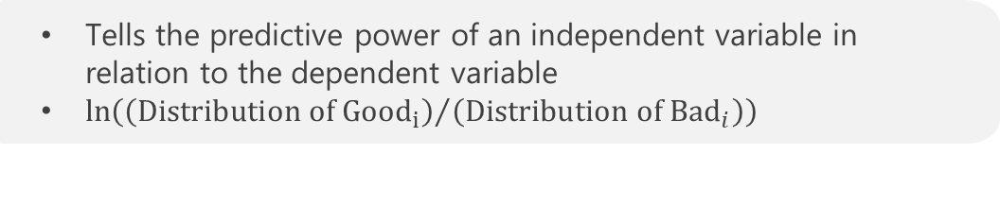 • Tells the predictive power of an independent variable in
relation to the dependent variable
• ln((Distribution of Goodᵢ)/(Distribution of Badᵢ))